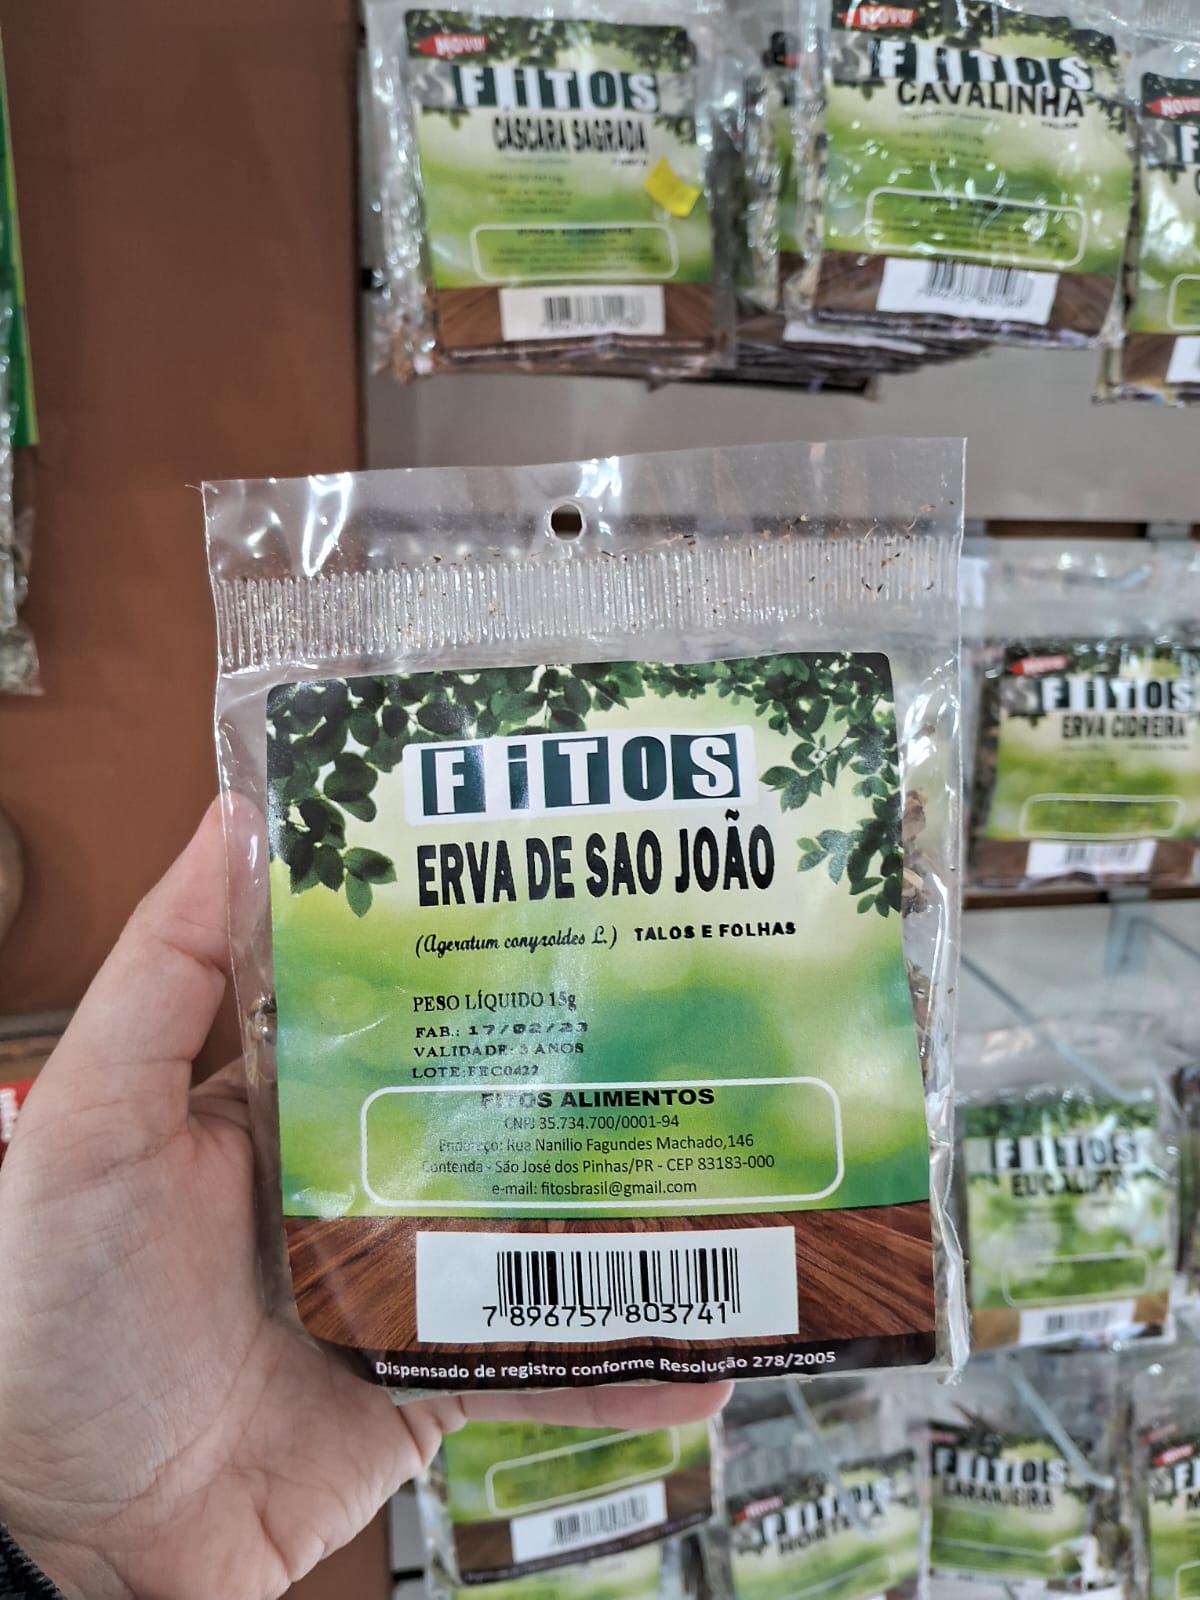 NOVO!
FiTOS
CASCARA SAGRADA
NOVO!
FiTOS
CAVALINHA
NOVO!
FiTOS
ERVA DE SAO JOÃO
(Ageratum conyzoides L.) TALOS E FOLHAS
PESO LÍQUIDO 15g
FAB.: 17/02/23
VALIDADE: 3 ANOS
LOTE:FEC0422
FITOS ALIMENTOS
CNPJ 35.734.700/0001-94
Endereço: Rua Nanilio Fagundes Machado,146
Contenda - São José dos Pinhas/PR - CEP 83183-000
e-mail: fitosbrasil@gmail.com
7 896757 803741
Dispensado de registro conforme Resolução 278/2005
FiTOS
ERVA CIDREIRA
FiTOS
EUCALIPTO
FiTOS
LARANJEIRA
HORTELA